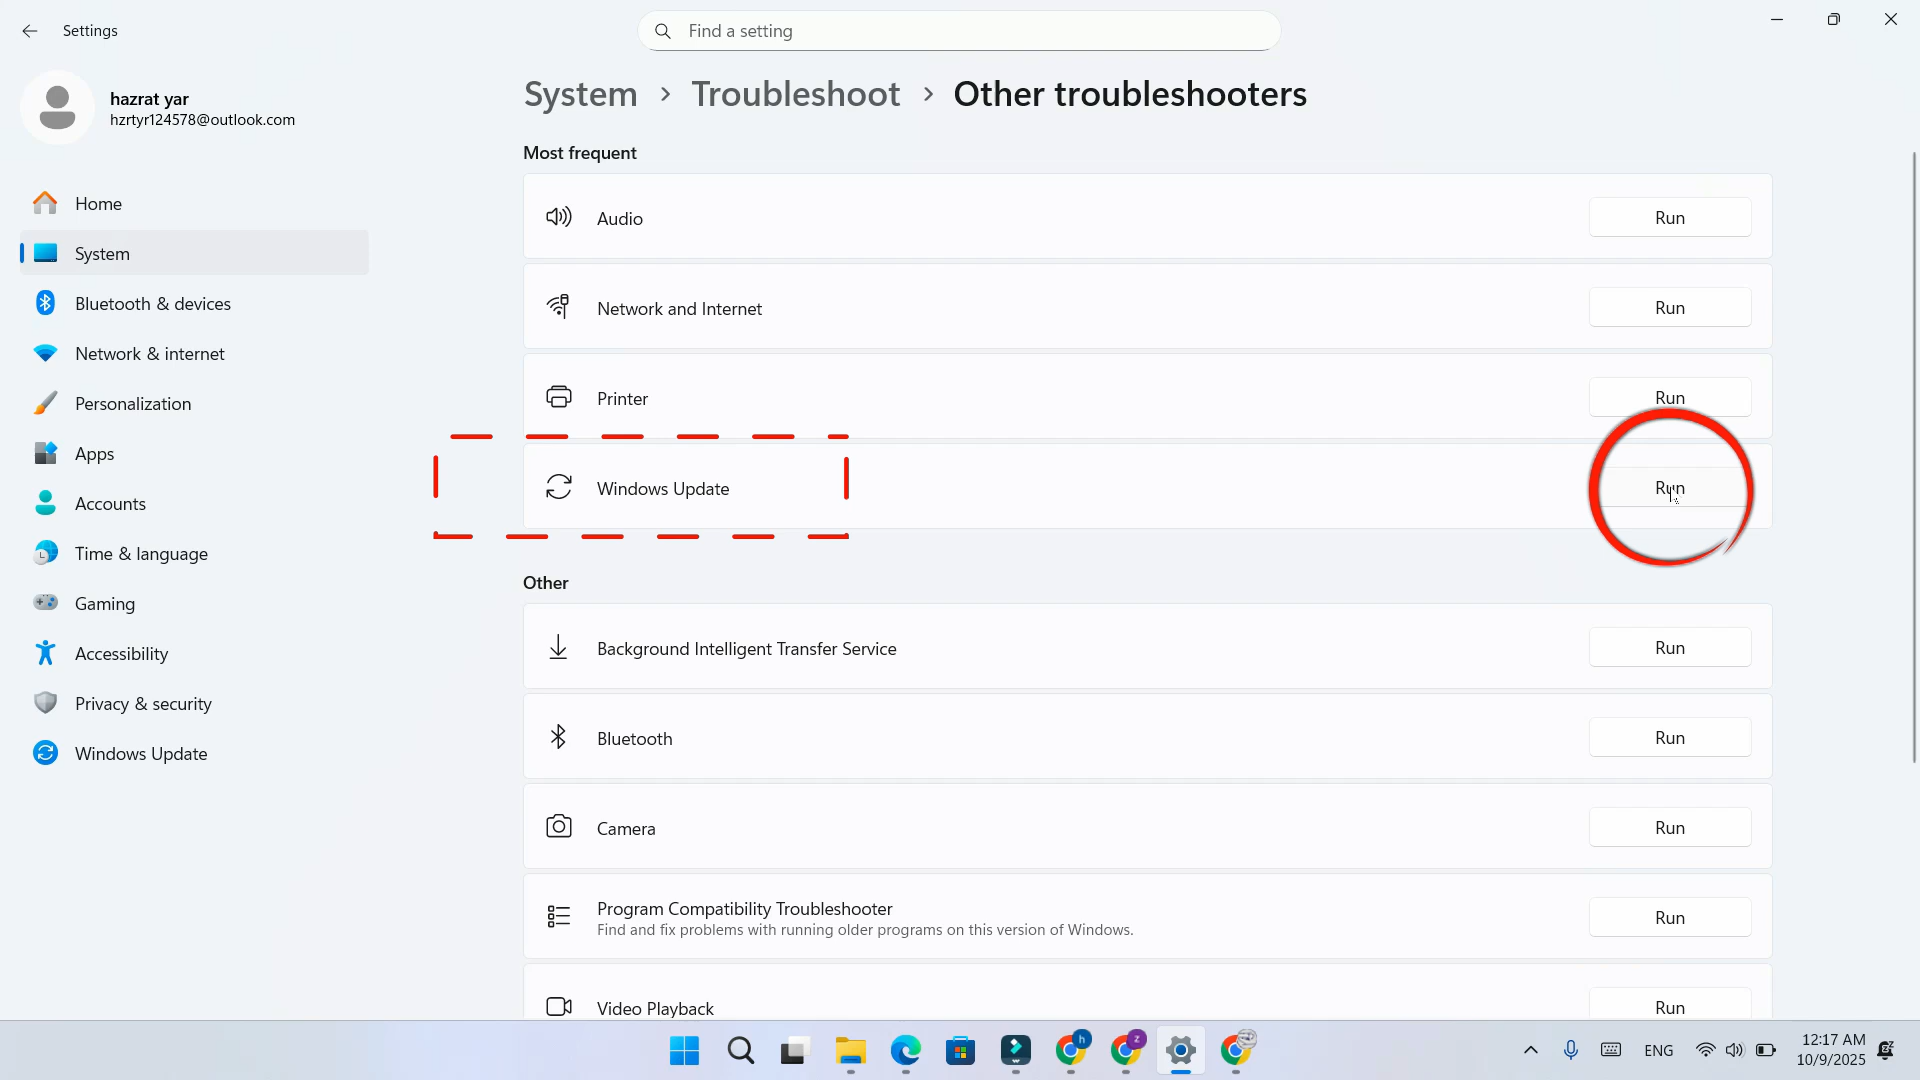 Settings
Find a setting
hazrat yar
hzrtyr124578@outlook.com
Home
System
Bluetooth & devices
Network & internet
Personalization
Apps
Accounts
Time & language
Gaming
Accessibility
Privacy & security
Windows Update
System > Troubleshoot > Other troubleshooters
Most frequent
Audio Run
Network and Internet Run
Printer Run
Windows Update Run
Other
Background Intelligent Transfer Service Run
Bluetooth Run
Camera Run
Program Compatibility Troubleshooter Run
Find and fix problems with running older programs on this version of Windows.
Video Playback Run
h
z
ENG
12:17 AM
10/9/2025